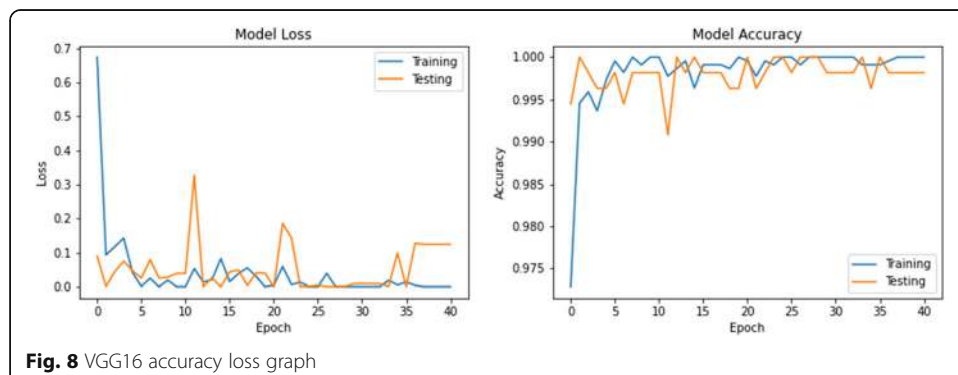 Model Loss
0.7
0.6
0.5
0.4
0.3
0.2
0.1
0.0
Loss
Training
Testing
0 5 10 15 20 25 30 35 40
Epoch
Model Accuracy
1.000
0.995
0.990
0.985
0.980
0.975
Accuracy
Training
Testing
0 5 10 15 20 25 30 35 40
Epoch
Fig. 8 VGG16 accuracy loss graph